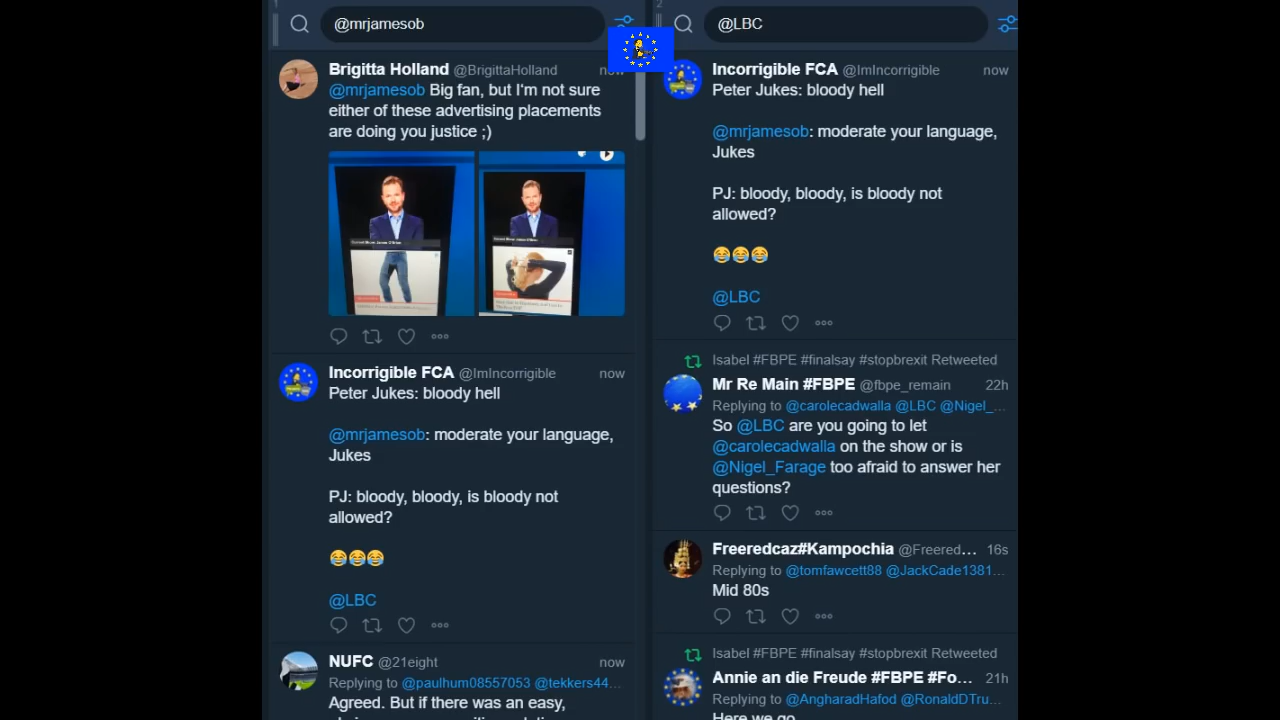 1
@mrjamesob
Brigitta Holland @BrigittaHolland now
@mrjamesob Big fan, but I'm not sure
either of these advertising placements
are doing you justice ;)
Incorrigible FCA @ImIncorrigible now
Peter Jukes: bloody hell
@mrjamesob: moderate your language,
Jukes
PJ: bloody, bloody, is bloody not
allowed?
😂😂😂
@LBC
NUFC @21eight now
Replying to @paulhum08557053 @tekkers44...
Agreed. But if there was an easy,
2
@LBC
Incorrigible FCA @ImIncorrigible now
Peter Jukes: bloody hell
@mrjamesob: moderate your language,
Jukes
PJ: bloody, bloody, is bloody not
allowed?
😂😂😂
@LBC
Isabel #FBPE #finalsay #stopbrexit Retweeted
Mr Re Main #FBPE @fbpe_remain 22h
Replying to @carolecadwalla @LBC @Nigel_...
So @LBC are you going to let
@carolecadwalla on the show or is
@Nigel_Farage too afraid to answer her
questions?
Freeredcaz#Kampochia @Freered... 16s
Replying to @tomfawcett88 @JackCade1381...
Mid 80s
Isabel #FBPE #finalsay #stopbrexit Retweeted
Annie an die Freude #FBPE #Fo... 21h
Replying to @AngharadHafod @RonaldDTru...
Here we go